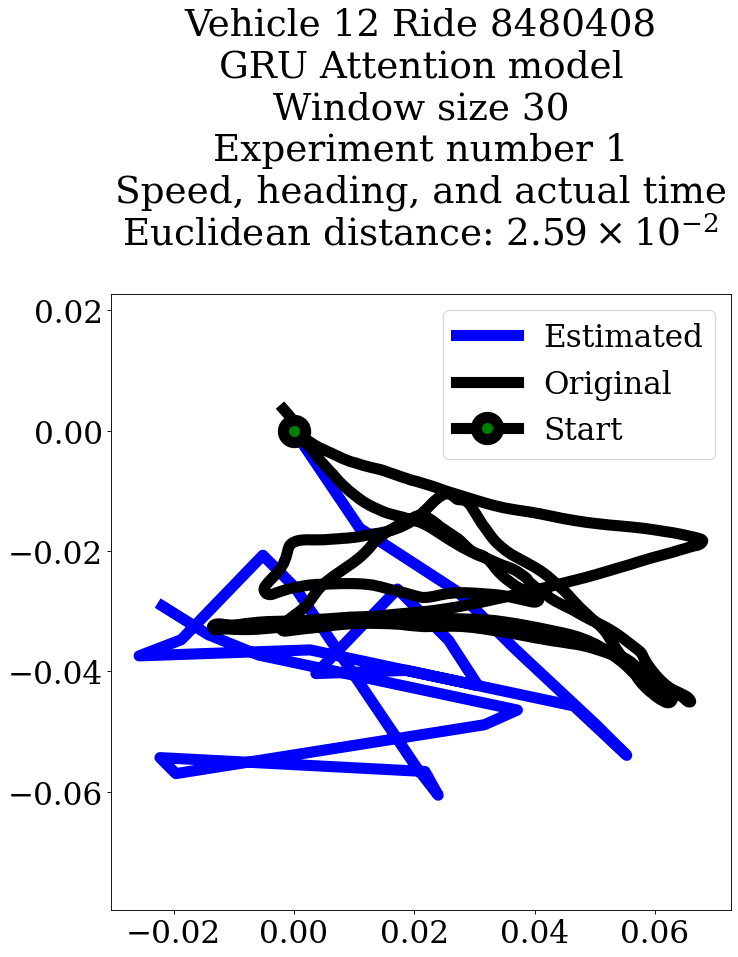 Vehicle 12 Ride 8480408
GRU Attention model
Window size 30
Experiment number 1
Speed, heading, and actual time
Euclidean distance: 2.59 × 10⁻²
Estimated
Original
Start
0.02
0.00
−0.02
−0.04
−0.06
−0.02 0.00 0.02 0.04 0.06